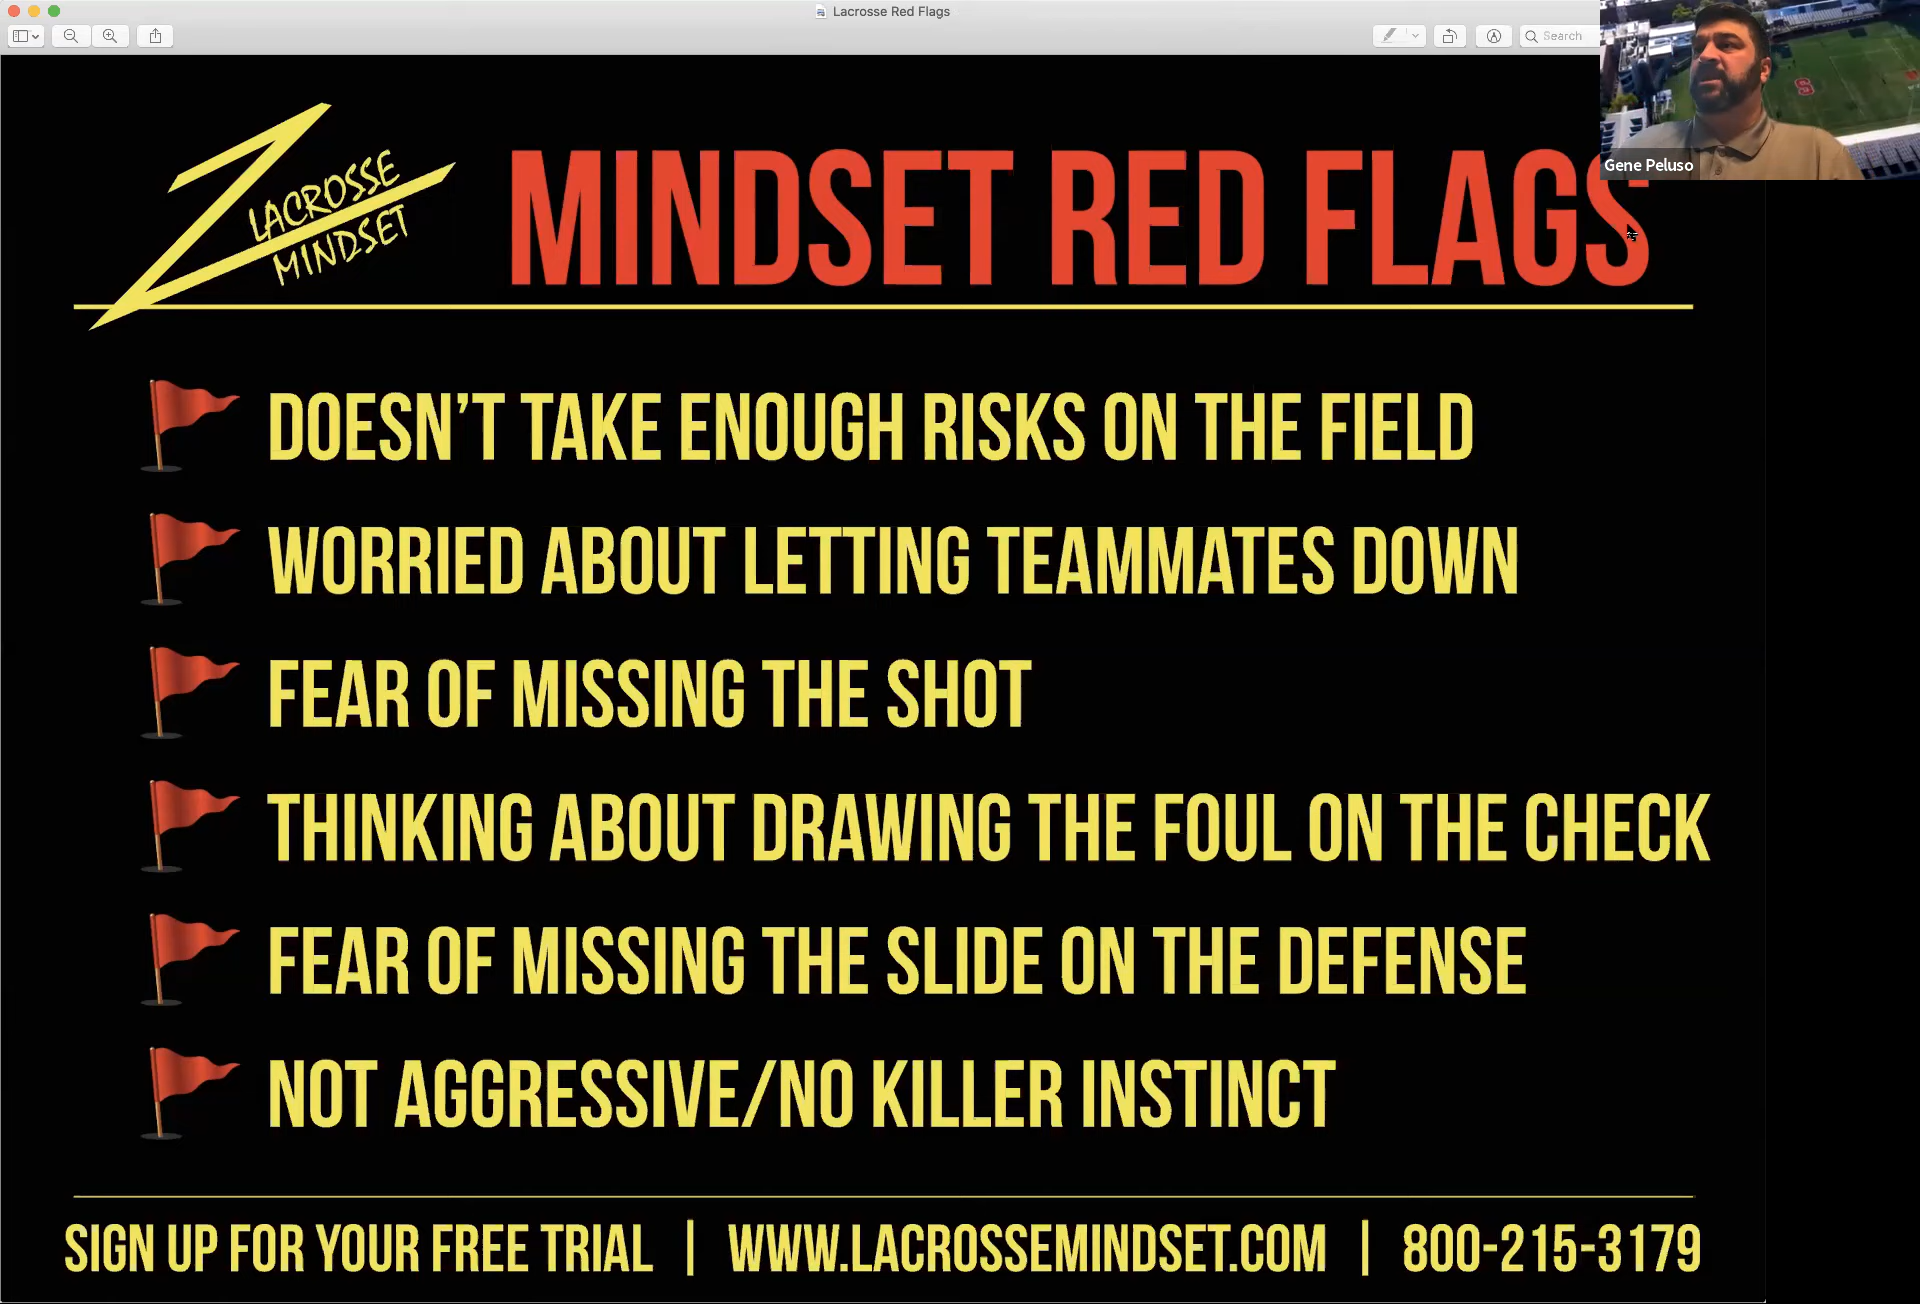 Lacrosse Red Flags
Search
Gene Peluso
LACROSSE
MINDSET
MINDSET RED FLAGS
DOESN'T TAKE ENOUGH RISKS ON THE FIELD
WORRIED ABOUT LETTING TEAMMATES DOWN
FEAR OF MISSING THE SHOT
THINKING ABOUT DRAWING THE FOUL ON THE CHECK
FEAR OF MISSING THE SLIDE ON THE DEFENSE
NOT AGGRESSIVE/NO KILLER INSTINCT
SIGN UP FOR YOUR FREE TRIAL | WWW.LACROSSEMINDSET.COM | 800-215-3179